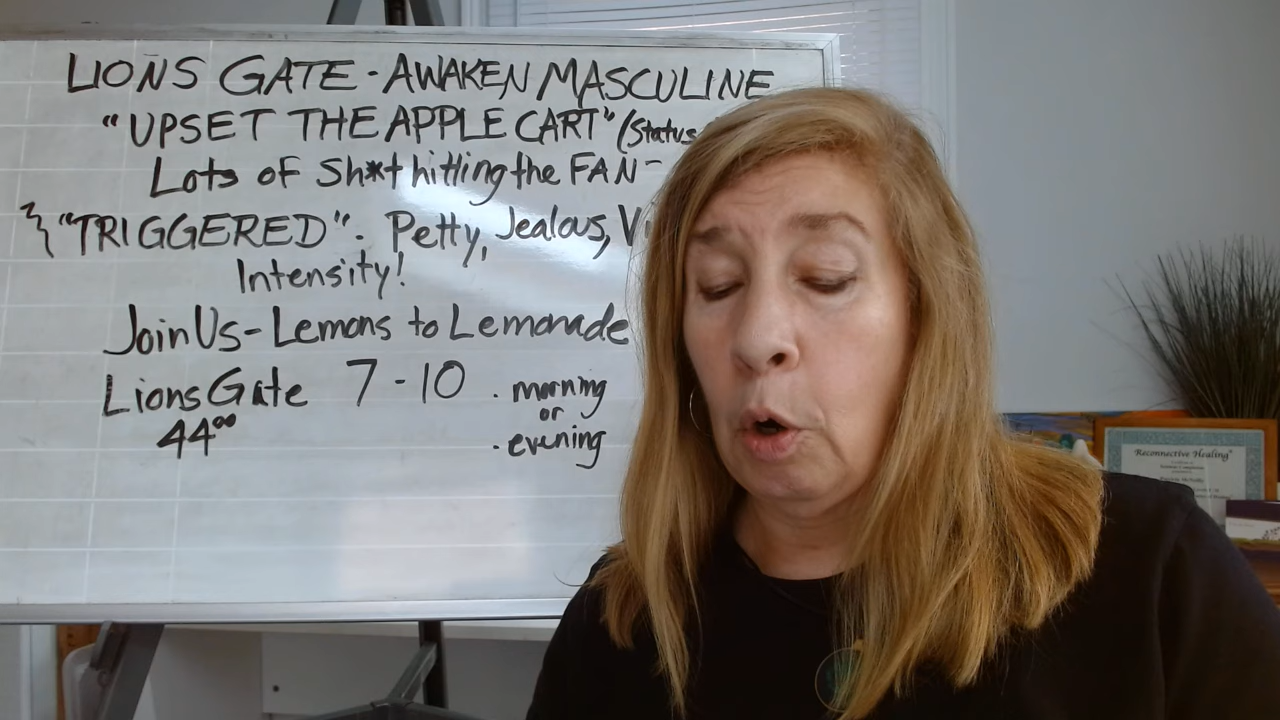 LIONS GATE - AWAKEN MASCULINE
"UPSET THE APPLE CART" (Status
Lots of Sh*t hitting the FAN -
"TRIGGERED" - Petty, Jealous,
Intensity!
Join Us - Lemons to Lemonade
Lions Gate 7 - 10 . morning
or
44⁰⁰ . evening
Reconnective Healing®